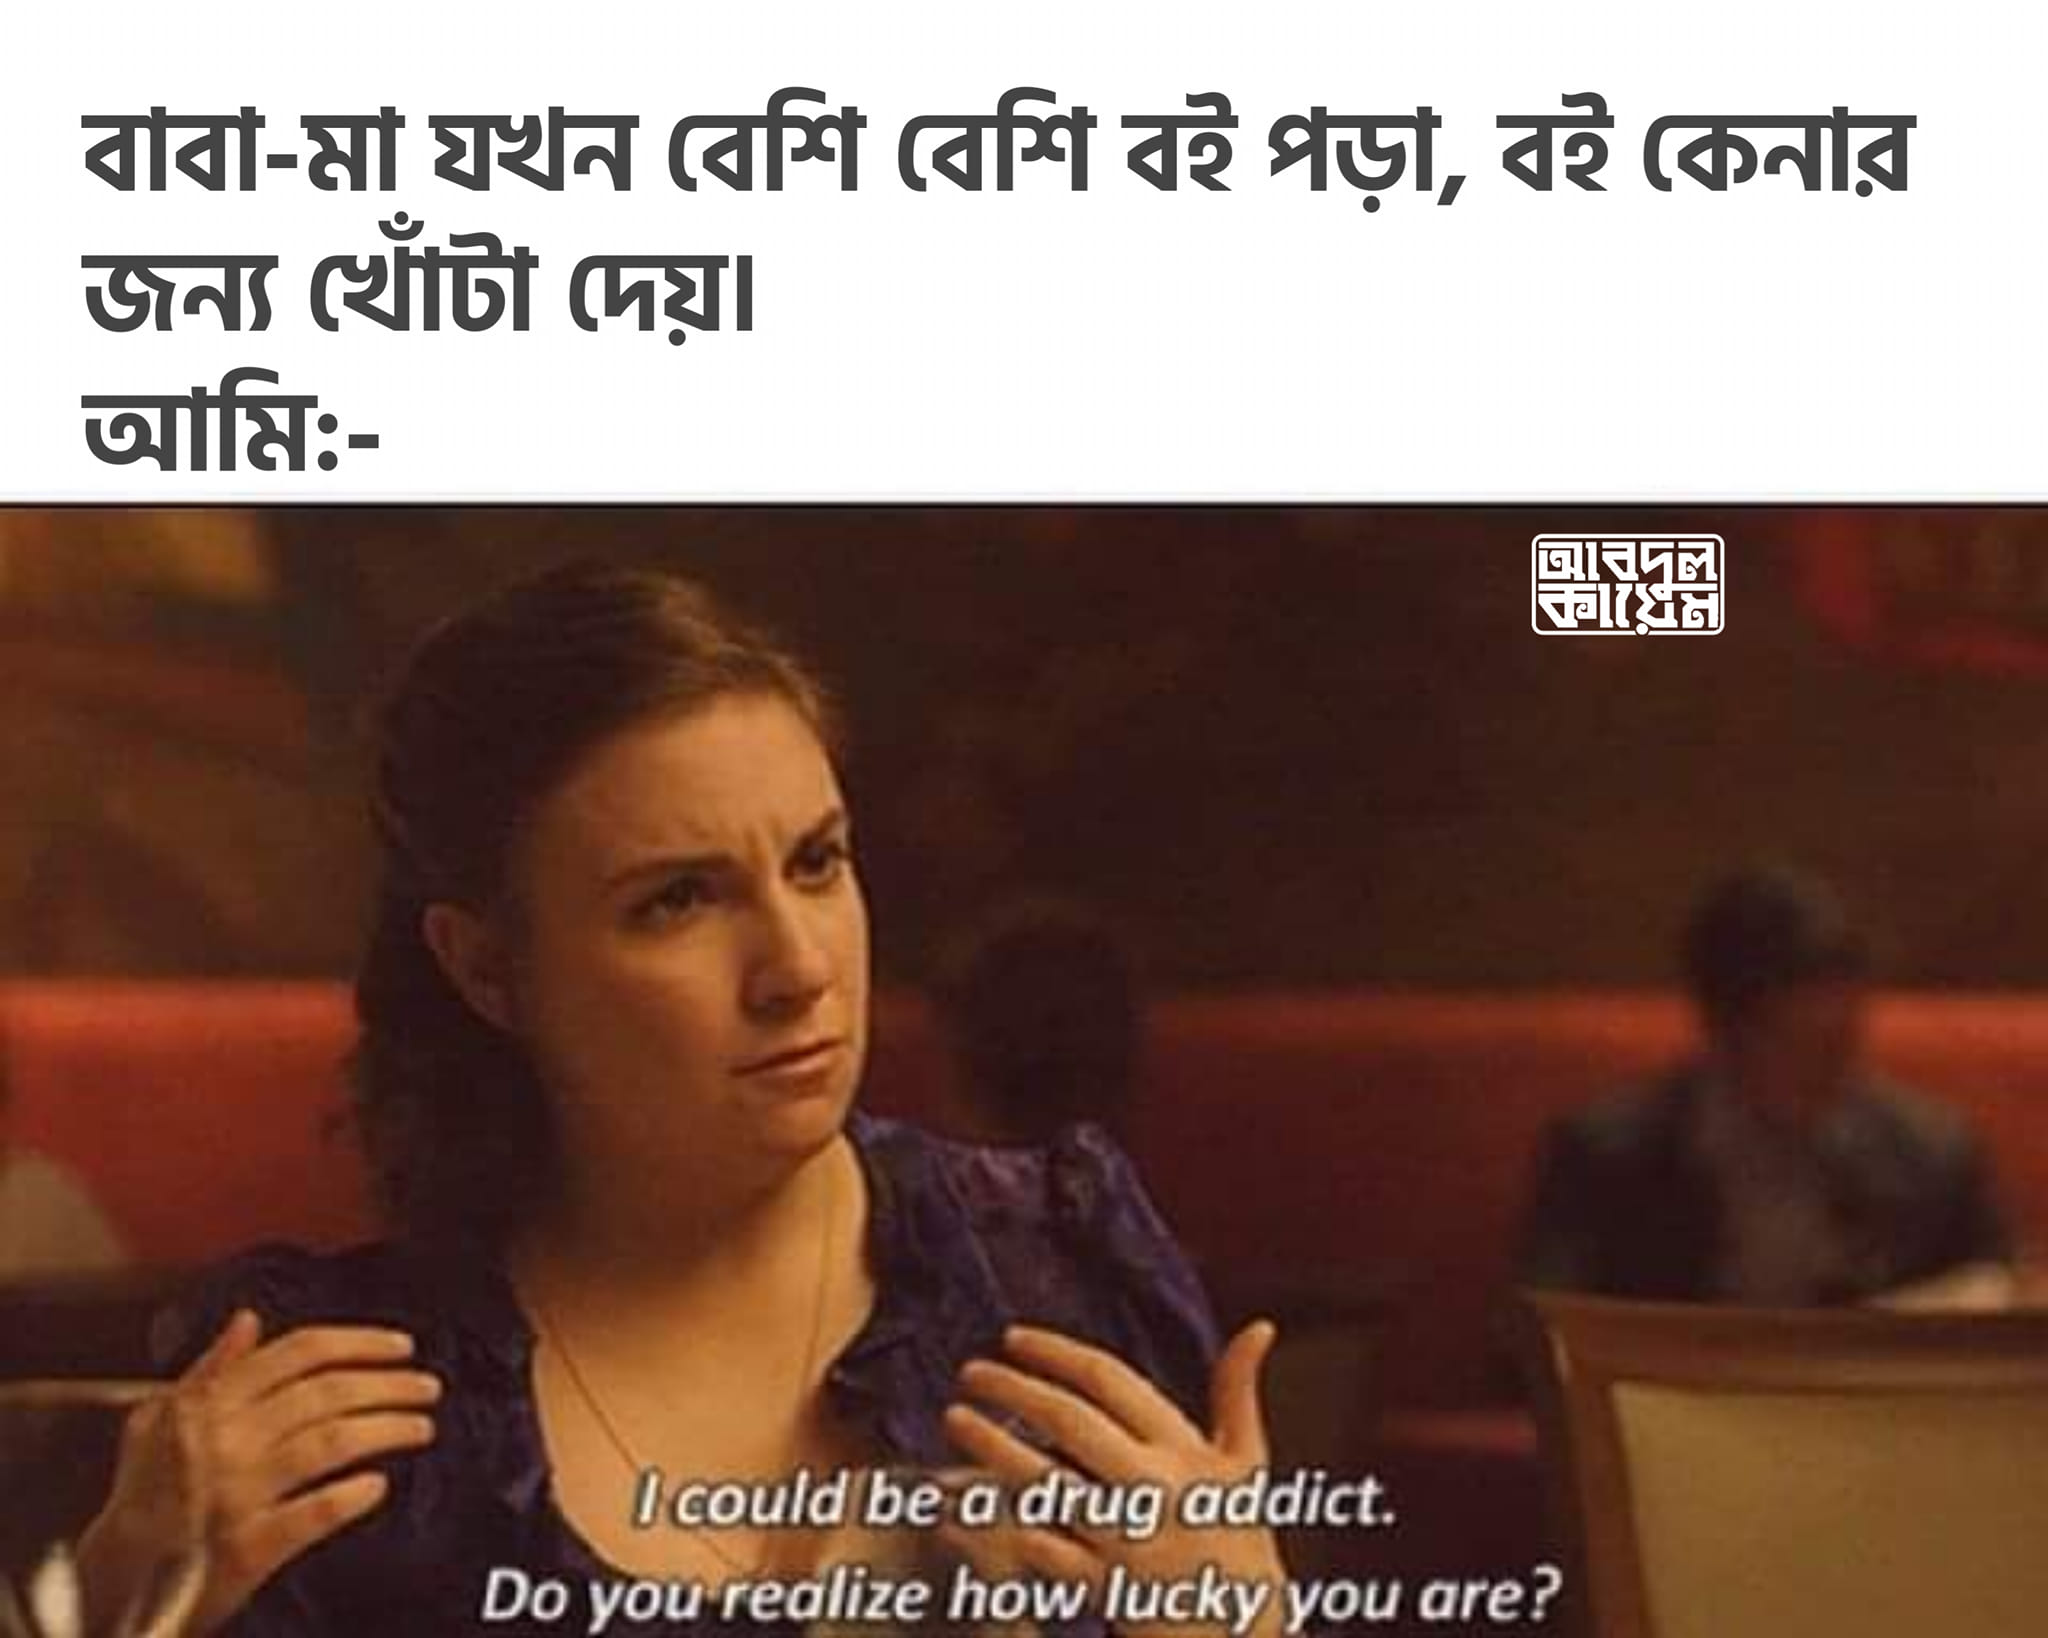 বাবা-মা যখন বেশি বেশি বই পড়া, বই কেনার
জন্য খোঁটা দেয়।
আমি:-
আবদুল
কায়েম
I could be a drug addict.
Do you realize how lucky you are?